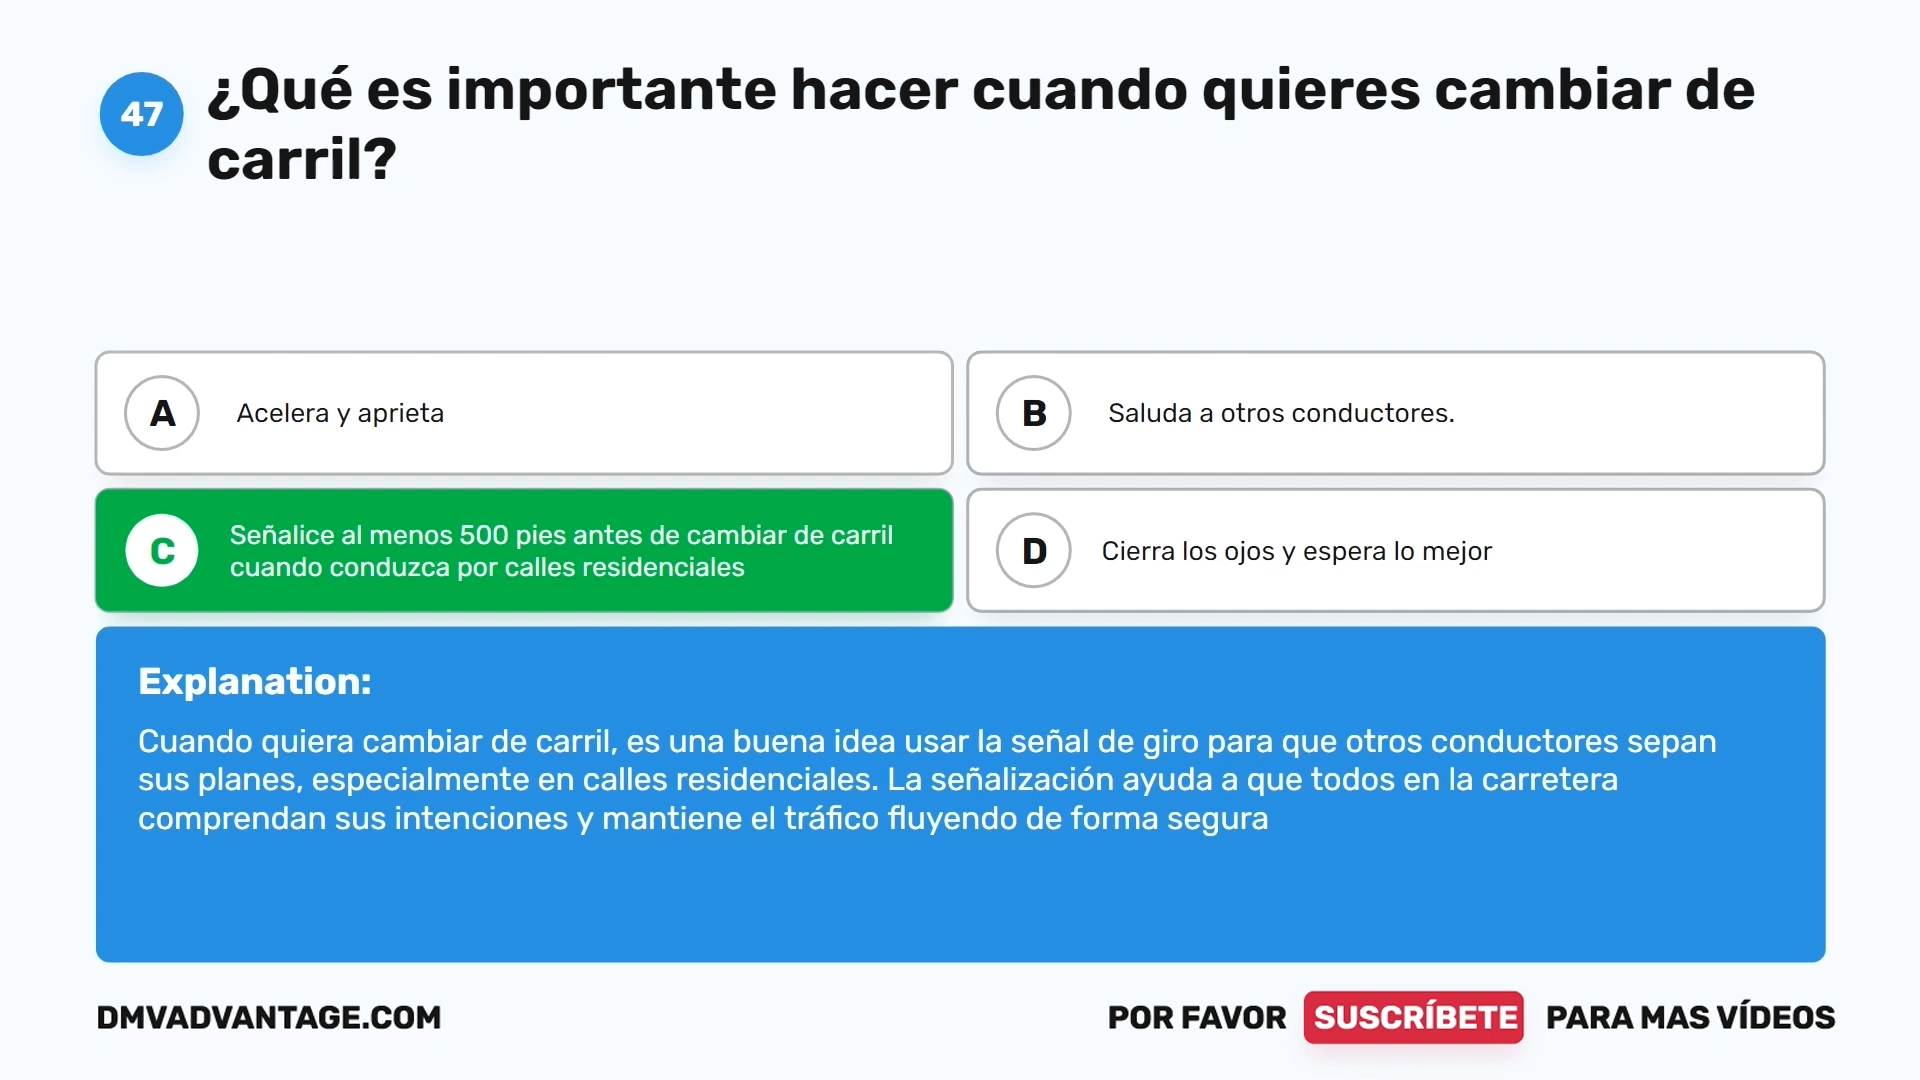 47
¿Qué es importante hacer cuando quieres cambiar de
carril?
A
Acelera y aprieta
B
Saluda a otros conductores.
C
Señalice al menos 500 pies antes de cambiar de carril
cuando conduzca por calles residenciales
D
Cierra los ojos y espera lo mejor
Explanation:
Cuando quiera cambiar de carril, es una buena idea usar la señal de giro para que otros conductores sepan
sus planes, especialmente en calles residenciales. La señalización ayuda a que todos en la carretera
comprendan sus intenciones y mantiene el tráfico fluyendo de forma segura
DMVADVANTAGE.COM
POR FAVOR SUSCRÍBETE PARA MAS VÍDEOS